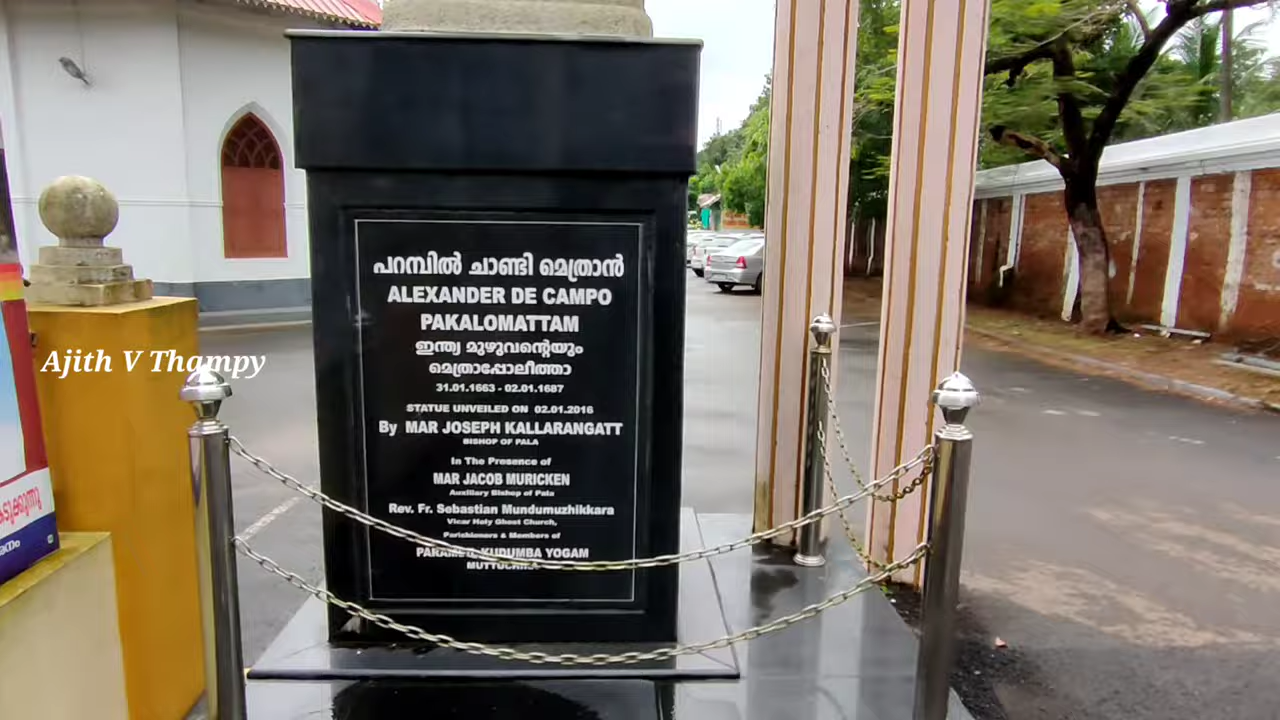 പറമ്പിൽ ചാണ്ടി മെത്രാൻ
ALEXANDER DE CAMPO
PAKALOMATTAM
ഇന്ത്യ മുഴുവന്റെയും
മെത്രാപ്പോലീത്താ
31.01.1663 - 02.01.1687
STATUE UNVEILED ON 02.01.2016
By MAR JOSEPH KALLARANGATT
BISHOP OF PALA
In The Presence of
MAR JACOB MURICKEN
Auxiliary Bishop of Pala
Rev. Fr. Sebastian Mundumuzhikkara
Vicar Holy Ghost Church,
Parishioners & Members of
KUDUMBA YOGAM
Ajith V Thampy